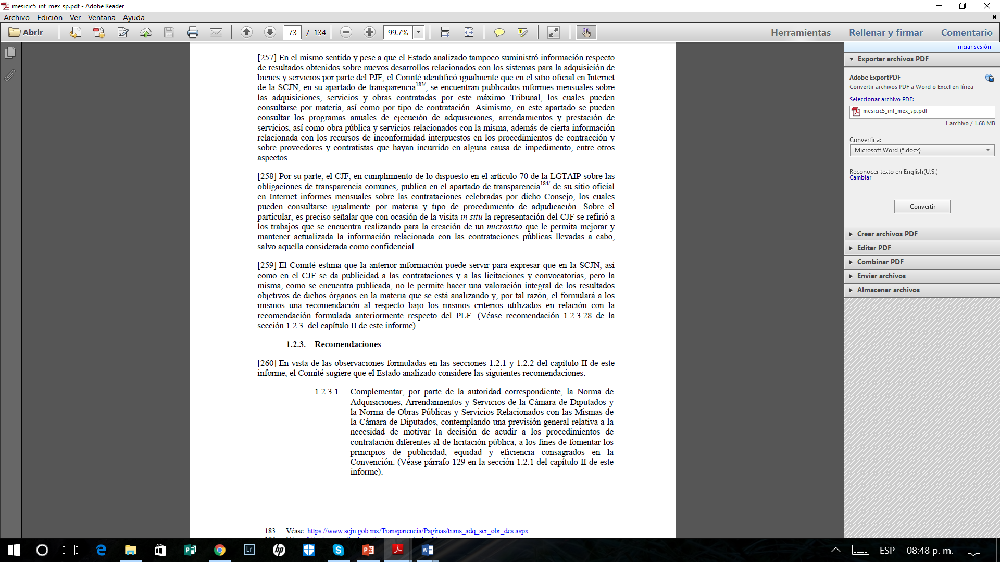 mesicic5_inf_mex_sp.pdf - Adobe Reader
Archivo Edición Ver Ventana Ayuda
Abrir 73 / 134 99.7% Herramientas Rellenar y firmar Comentario
Iniciar sesión
[257] En el mismo sentido y pese a que el Estado analizado tampoco suministró información respecto
de resultados obtenidos sobre nuevos desarrollos relacionados con los sistemas para la adquisición de
bienes y servicios por parte del PJF, el Comité identificó igualmente que en el sitio oficial en Internet
de la SCJN, en su apartado de transparencia183/, se encuentran publicados informes mensuales sobre
las adquisiciones, servicios y obras contratadas por este máximo Tribunal, los cuales pueden
consultarse por materia, así como por tipo de contratación. Asimismo, en este apartado se pueden
consultar los programas anuales de ejecución de adquisiciones, arrendamientos y prestación de
servicios, así como obra pública y servicios relacionados con la misma, además de cierta información
relacionada con los recursos de inconformidad interpuestos en los procedimientos de contracción y
sobre proveedores y contratistas que hayan incurrido en alguna causa de impedimento, entre otros
aspectos.
[258] Por su parte, el CJF, en cumplimiento de lo dispuesto en el artículo 70 de la LGTAIP sobre las
obligaciones de transparencia comunes, publica en el apartado de transparencia184/ de su sitio oficial
en Internet informes mensuales sobre las contrataciones celebradas por dicho Consejo, los cuales
pueden consultarse igualmente por materia y tipo de procedimiento de adjudicación. Sobre el
particular, es preciso señalar que con ocasión de la visita in situ la representación del CJF se refirió a
los trabajos que se encuentra realizando para la creación de un micrositio que le permita mejorar y
mantener actualizada la información relacionada con las contrataciones públicas llevadas a cabo,
salvo aquella considerada como confidencial.
[259] El Comité estima que la anterior información puede servir para expresar que en la SCJN, así
como en el CJF se da publicidad a las contrataciones y a las licitaciones y convocatorias, pero la
misma, como se encuentra publicada, no le permite hacer una valoración integral de los resultados
objetivos de dichos órganos en la materia que se está analizando y, por tal razón, el formulará a los
mismos una recomendación al respecto bajo los mismos criterios utilizados en relación con la
recomendación formulada anteriormente respecto del PLF. (Véase recomendación 1.2.3.28 de la
sección 1.2.3. del capítulo II de este informe).
1.2.3. Recomendaciones
[260] En vista de las observaciones formuladas en las secciones 1.2.1 y 1.2.2 del capítulo II de este
informe, el Comité sugiere que el Estado analizado considere las siguientes recomendaciones:
1.2.3.1. Complementar, por parte de la autoridad correspondiente, la Norma de
Adquisiciones, Arrendamientos y Servicios de la Cámara de Diputados y
la Norma de Obras Públicas y Servicios Relacionados con las Mismas de
la Cámara de Diputados, contemplando una previsión general relativa a la
necesidad de motivar la decisión de acudir a los procedimientos de
contratación diferentes al de licitación pública, a los fines de fomentar los
principios de publicidad, equidad y eficiencia consagrados en la
Convención. (Véase párrafo 129 en la sección 1.2.1 del capítulo II de este
informe).
183. Véase: https://www.scjn.gob.mx/Transparencia/Paginas/trans_adq_ser_obr_des.aspx
Exportar archivos PDF
Adobe ExportPDF
Convertir archivos PDF a Word o Excel en línea
Seleccionar archivo PDF:
mesicic5_inf_mex_sp.pdf
1 archivo / 1.68 MB
Convertir a:
Microsoft Word (*.docx)
Reconocer texto en English(U.S.)
Cambiar
Convertir
Crear archivos PDF
Editar PDF
Combinar PDF
Enviar archivos
Almacenar archivos
Lr hp ESP 08:48 p. m.